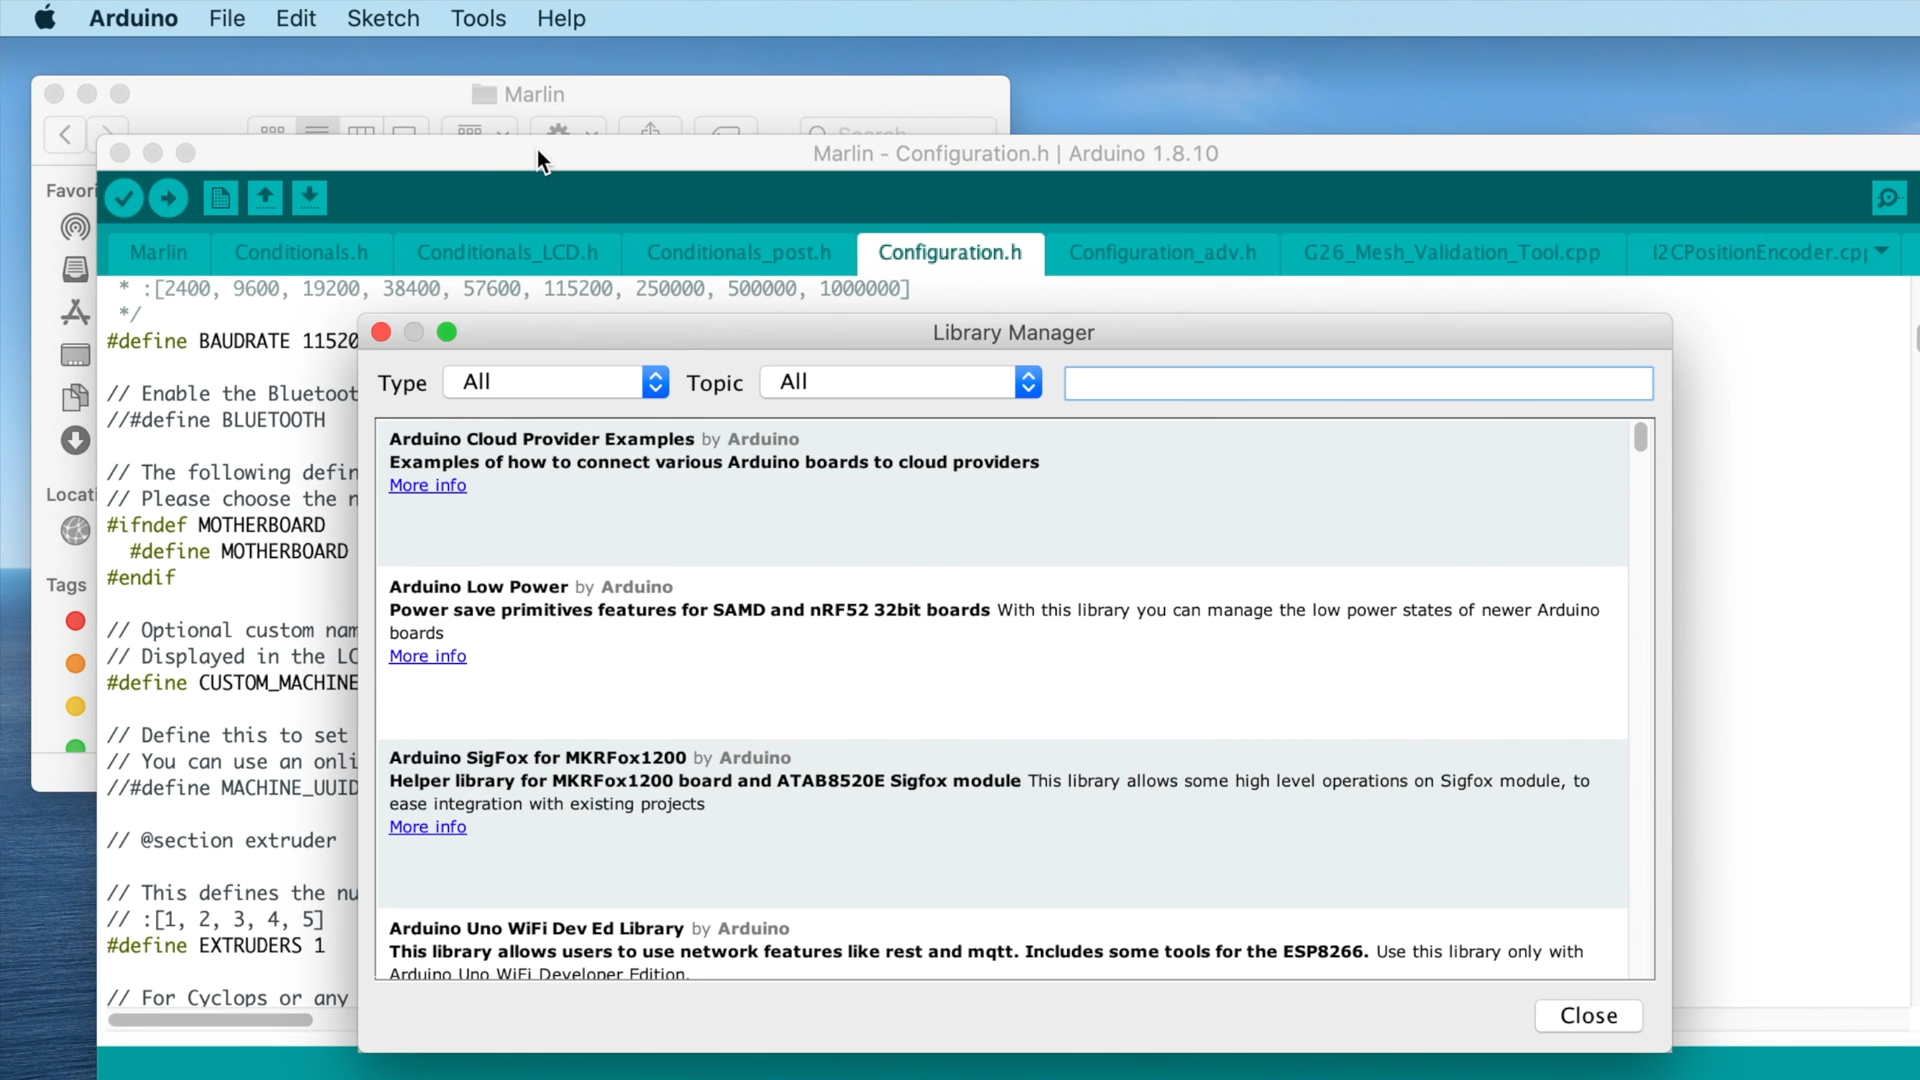 Arduino File Edit Sketch Tools Help
Marlin
Search
Marlin - Configuration.h | Arduino 1.8.10
Favori
Marlin Conditionals.h Conditionals_LCD.h Conditionals_post.h Configuration.h Configuration_adv.h G26_Mesh_Validation_Tool.cpp I2CPositionEncoder.cpp
* :[2400, 9600, 19200, 38400, 57600, 115200, 250000, 500000, 1000000]
*/
#define BAUDRATE 11520
// Enable the Bluetoot
//#define BLUETOOTH
// The following defin
// Please choose the n
#ifndef MOTHERBOARD
#define MOTHERBOARD
#endif
// Optional custom nam
// Displayed in the LC
#define CUSTOM_MACHINE
// Define this to set
// You can use an onli
//#define MACHINE_UUID
// @section extruder
// This defines the nu
// :[1, 2, 3, 4, 5]
#define EXTRUDERS 1
// For Cyclops or any
Locati
Tags
Library Manager
Type All Topic All
Arduino Cloud Provider Examples by Arduino
Examples of how to connect various Arduino boards to cloud providers
More info
Arduino Low Power by Arduino
Power save primitives features for SAMD and nRF52 32bit boards With this library you can manage the low power states of newer Arduino
boards
More info
Arduino SigFox for MKRFox1200 by Arduino
Helper library for MKRFox1200 board and ATAB8520E Sigfox module This library allows some high level operations on Sigfox module, to
ease integration with existing projects
More info
Arduino Uno WiFi Dev Ed Library by Arduino
This library allows users to use network features like rest and mqtt. Includes some tools for the ESP8266. Use this library only with
Arduino Uno WiFi Developer Edition.
Close